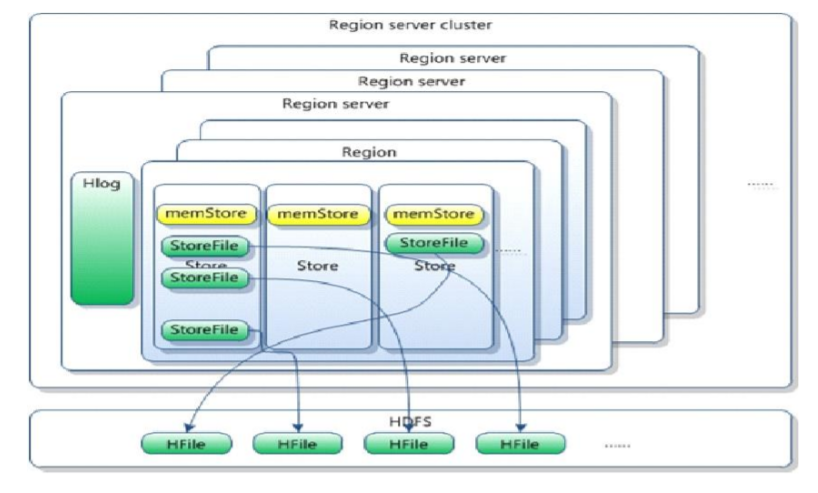 Region server cluster
Region server
Region server
Region server
Region
Hlog
memStore
memStore
memStore
StoreFile
StoreFile
Store
Store
Store
StoreFile
StoreFile
......
......
HDFS
HFile
HFile
HFile
HFile
......